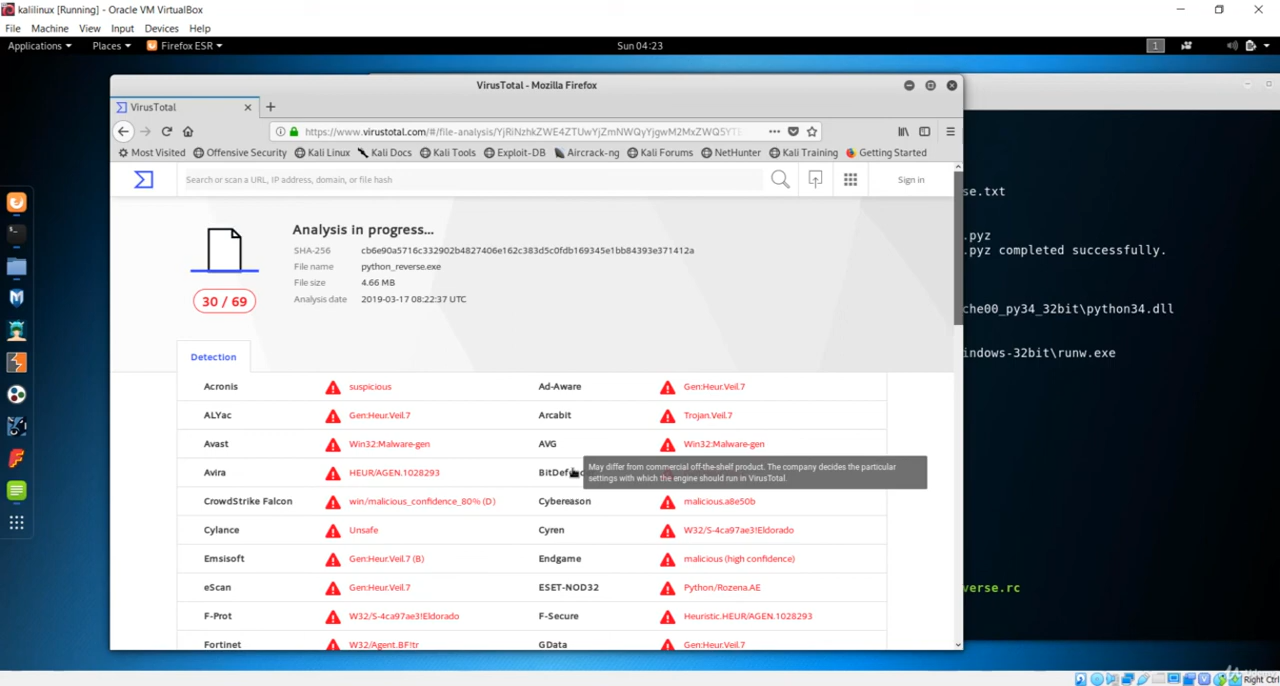 kalilinux [Running] - Oracle VM VirtualBox
File Machine View Input Devices Help
Applications Places Firefox ESR Sun 04:23 1
VirusTotal - Mozilla Firefox
VirusTotal
https://www.virustotal.com/#/file-analysis/
Most Visited Offensive Security Kali Linux Kali Docs Kali Tools Exploit-DB Aircrack-ng Kali Forums NetHunter Kali Training Getting Started
Search or scan a URL, IP address, domain, or file hash Sign in
Analysis in progress...
SHA-256 cb6e90a5716c332902b4827406e162c383d5c0fdb169345e1bb84393e371412a
File name python_reverse.exe
File size 4.66 MB
Analysis date 2019-03-17 08:22:37 UTC
30 / 69
Detection
Acronis suspicious Ad-Aware Gen:Heur.Veil.7
ALYac Gen:Heur.Veil.7 Arcabit Trojan.Veil.7
Avast Win32:Malware-gen AVG Win32:Malware-gen
Avira HEUR/AGEN.1028293
May differ from commercial off-the-shelf product. The company decides the particular
settings with which the engine should run in VirusTotal.
CrowdStrike Falcon win/malicious_confidence_80% (D) Cybereason malicious.a8e50b
Cylance Unsafe Cyren W32/S-4ca97ae3!Eldorado
Emsisoft Gen:Heur.Veil.7 (B) Endgame malicious (high confidence)
eScan Gen:Heur.Veil.7 ESET-NOD32 Python/Rozena.AE
F-Prot W32/S-4ca97ae3!Eldorado F-Secure Heuristic.HEUR/AGEN.1028293
Fortinet W32/Agent.BF!tr GData Gen:Heur.Veil.7
se.txt
.pyz
.pyz completed successfully.
che00_py34_32bit\python34.dll
indows-32bit\runw.exe
verse.rc
Right Ctrl